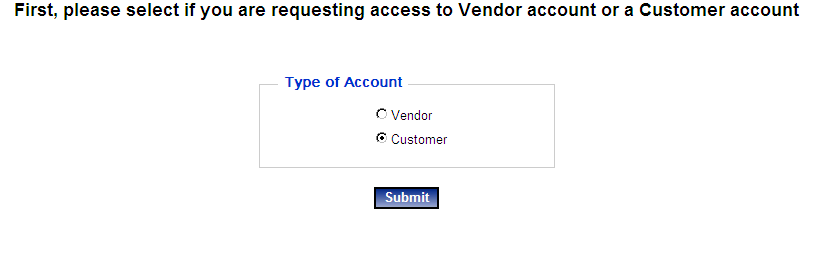 First, please select if you are requesting access to Vendor account or a Customer account
Type of Account
Vendor
Customer
Submit